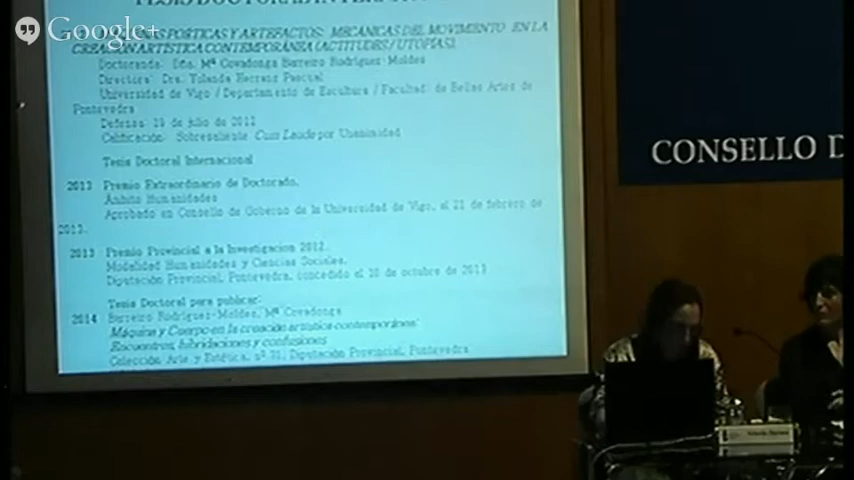 Google+
TESIS DOCTORAL INTERNAC
PÓRTICAS Y ARTEFACTOS: MECÁNICAS DEL MOVIMIENTO EN LA
CREACIÓN ARTÍSTICA CONTEMPORÁNEA (ACTITUDES / UTOPÍAS).
Doctoranda: Dña. Mª Covadonga Barreiro Rodríguez-Moldes
Directora: Dra. Yolanda Herranz Pascual
Universidad de Vigo / Departamento de Escultura / Facultad de Bellas Artes de
Pontevedra
Defensa: 19 de julio de 2011
Calificación: Sobresaliente Cum Laude por Unanimidad
Tesis Doctoral Internacional
2013 Premio Extraordinario de Doctorado.
Ámbito Humanidades
Aprobado en Consello de Goberno de la Universidad de Vigo, el 21 de febrero de
2013.
2013 Premio Provincial a la Investigación 2012.
Modalidad Humanidades y Ciencias Sociales.
Diputación Provincial, Pontevedra, concedido el 10 de octubre de 2013
Tesis Doctoral para publicar:
2014 Barreiro Rodríguez-Moldes, Mª Covadonga
Máquina y Cuerpo en la creación artística contemporánea:
Encuentros, hibridaciones y confusiones
Colección Arte y Estética, nº 31, Diputación Provincial, Pontevedra
CONSELLO D
Yolanda Herranz